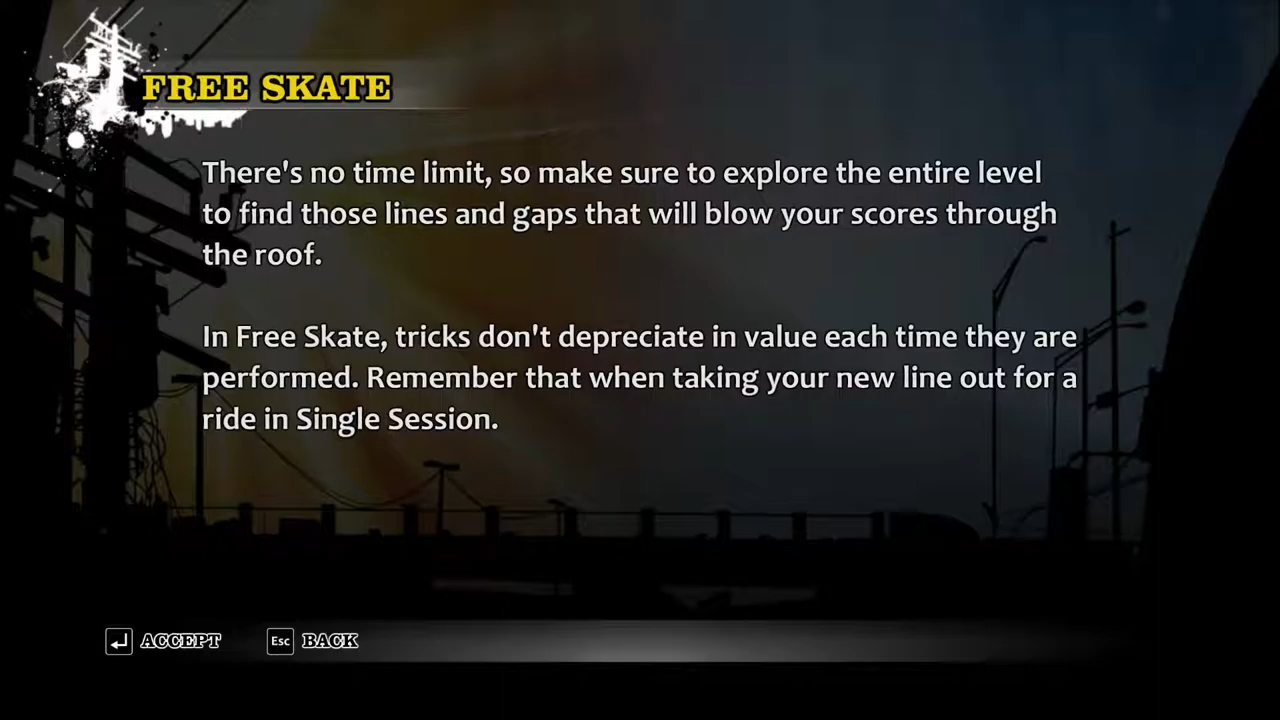 FREE SKATE
There's no time limit, so make sure to explore the entire level
to find those lines and gaps that will blow your scores through
the roof.
In Free Skate, tricks don't depreciate in value each time they are
performed. Remember that when taking your new line out for a
ride in Single Session.
ACCEPT Esc BACK